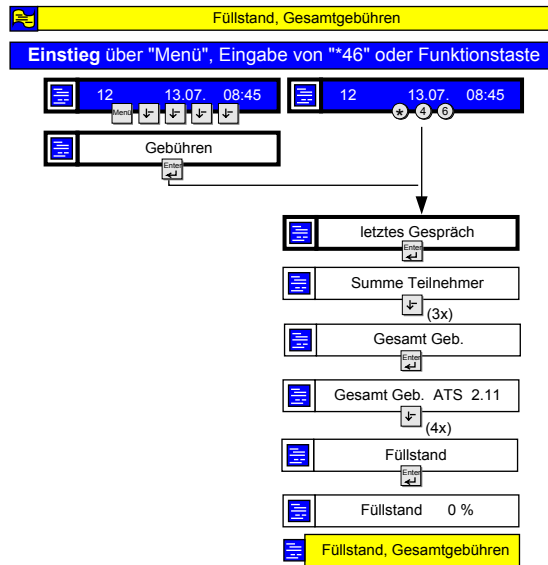 Füllstand, Gesamtgebühren
Einstieg über "Menü", Eingabe von "*46" oder Funktionstaste
12 13.07. 08:45
Menü
12 13.07. 08:45
* 4 6
Gebühren
Enter
letztes Gespräch
Enter
Summe Teilnehmer
(3x)
Gesamt Geb.
Enter
Gesamt Geb. ATS 2.11
(4x)
Füllstand
Enter
Füllstand 0 %
Füllstand, Gesamtgebühren